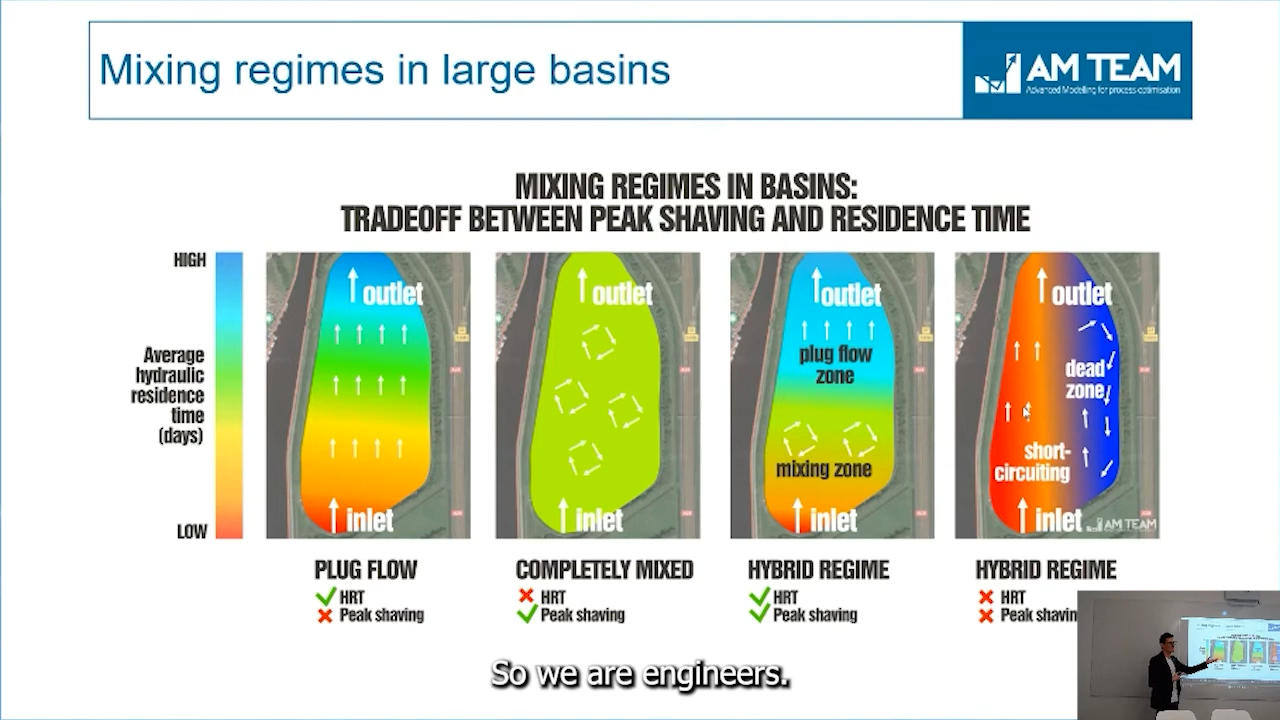 Mixing regimes in large basins
AM TEAM
Advanced Modelling for process optimisation
MIXING REGIMES IN BASINS:
TRADEOFF BETWEEN PEAK SHAVING AND RESIDENCE TIME
HIGH
Average
hydraulic
residence
time
(days)
LOW
outlet
inlet
PLUG FLOW
HRT
Peak shaving
outlet
inlet
COMPLETELY MIXED
HRT
Peak shaving
outlet
plug flow
zone
mixing zone
inlet
HYBRID REGIME
HRT
Peak shaving
outlet
dead
zone
short-
circuiting
inlet
AM TEAM
HYBRID REGIME
HRT
Peak shavin
So we are engineers.